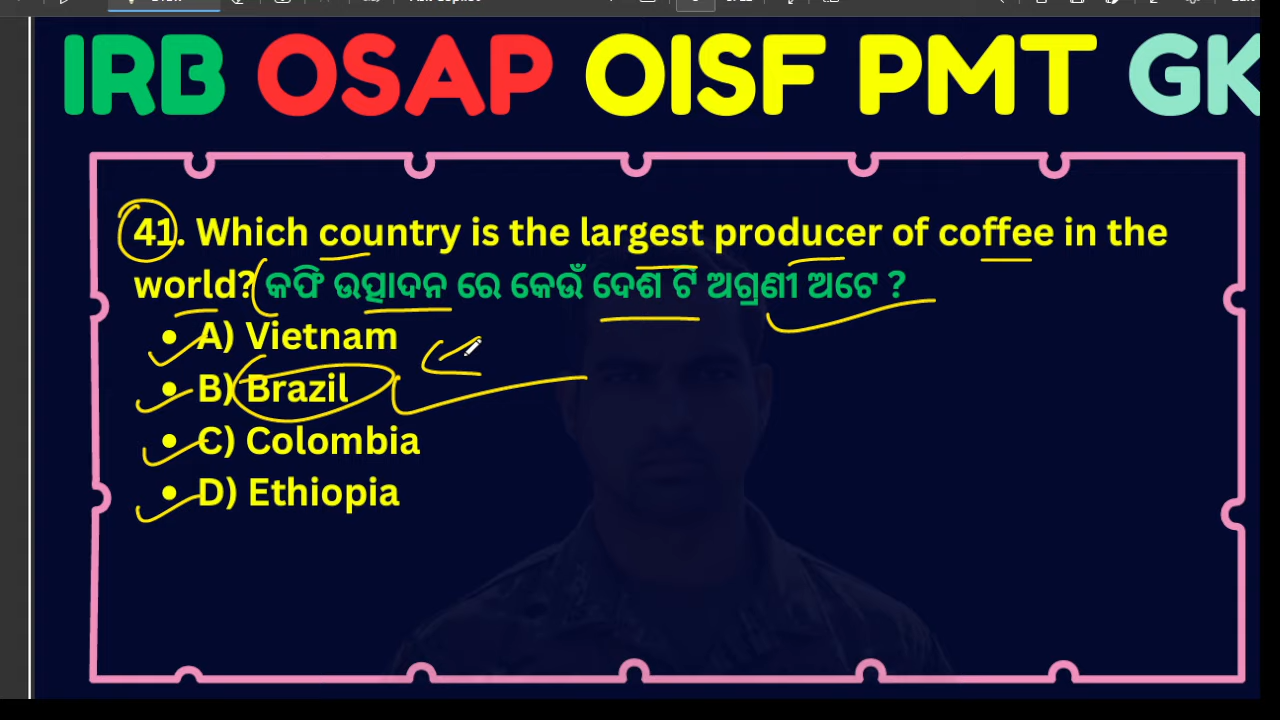 IRB OSAP OISF PMT GK
41. Which country is the largest producer of coffee in the
world? କଫି ଉତ୍ପାଦନ ରେ କେଉଁ ଦେଶ ଟି ଅଗ୍ରଣୀ ଅଟେ ?
A) Vietnam
B) Brazil
C) Colombia
D) Ethiopia